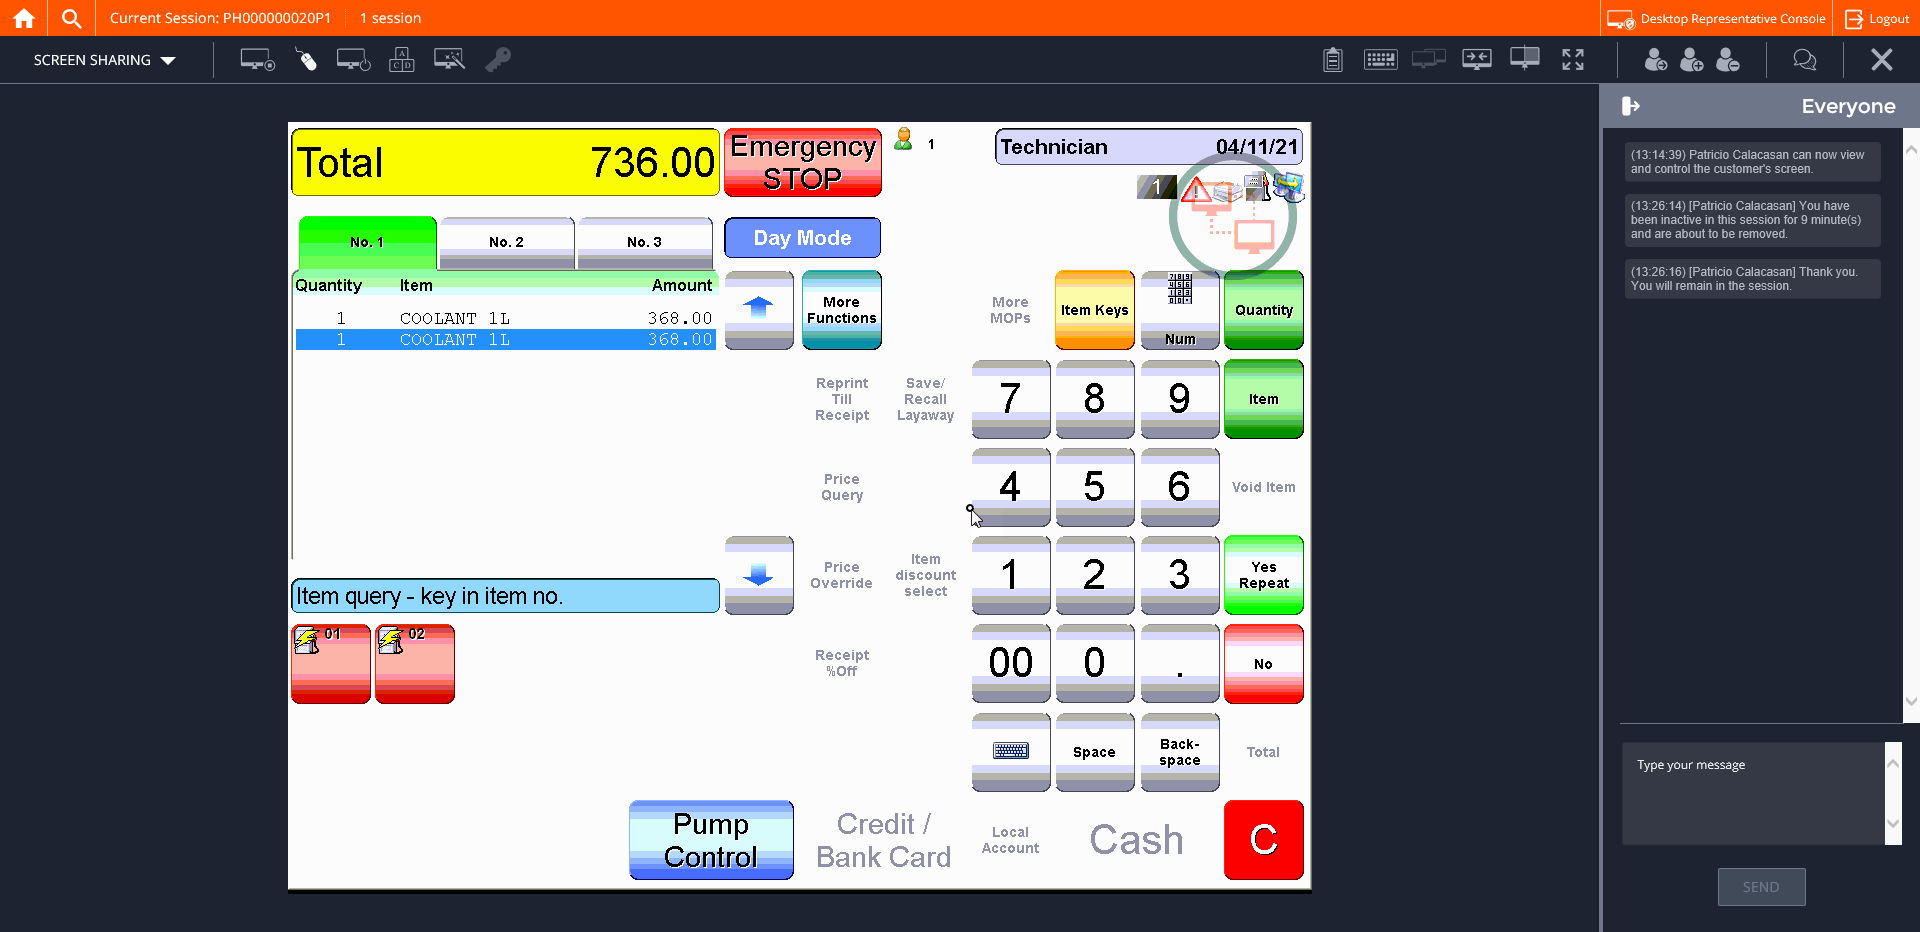 Current Session: PH000000020P1
1 session
Desktop Representative Console
Logout
SCREEN SHARING
Everyone
(13:14:39) Patricio Calacasan can now view
and control the customer's screen.
(13:26:14) [Patricio Calacasan] You have
been inactive in this session for 9 minute(s)
and are about to be removed.
(13:26:16) [Patricio Calacasan] Thank you.
You will remain in the session.
Type your message
SEND
Total 736.00
Emergency
STOP
1
Technician 04/11/21
1
No. 1
No. 2
No. 3
Day Mode
Quantity Item Amount
1 COOLANT 1L 368.00
1 COOLANT 1L 368.00
More
Functions
More
MOPs
Item Keys
Num
Quantity
Reprint
Till
Receipt
Save/
Recall
Layaway
7
8
9
Item
Price
Query
4
5
6
Void Item
Price
Override
Item
discount
select
1
2
3
Yes
Repeat
Item query - key in item no.
01
02
Receipt
%Off
00
0
.
No
Space
Back-
space
Total
Pump
Control
Credit /
Bank Card
Local
Account
Cash
C